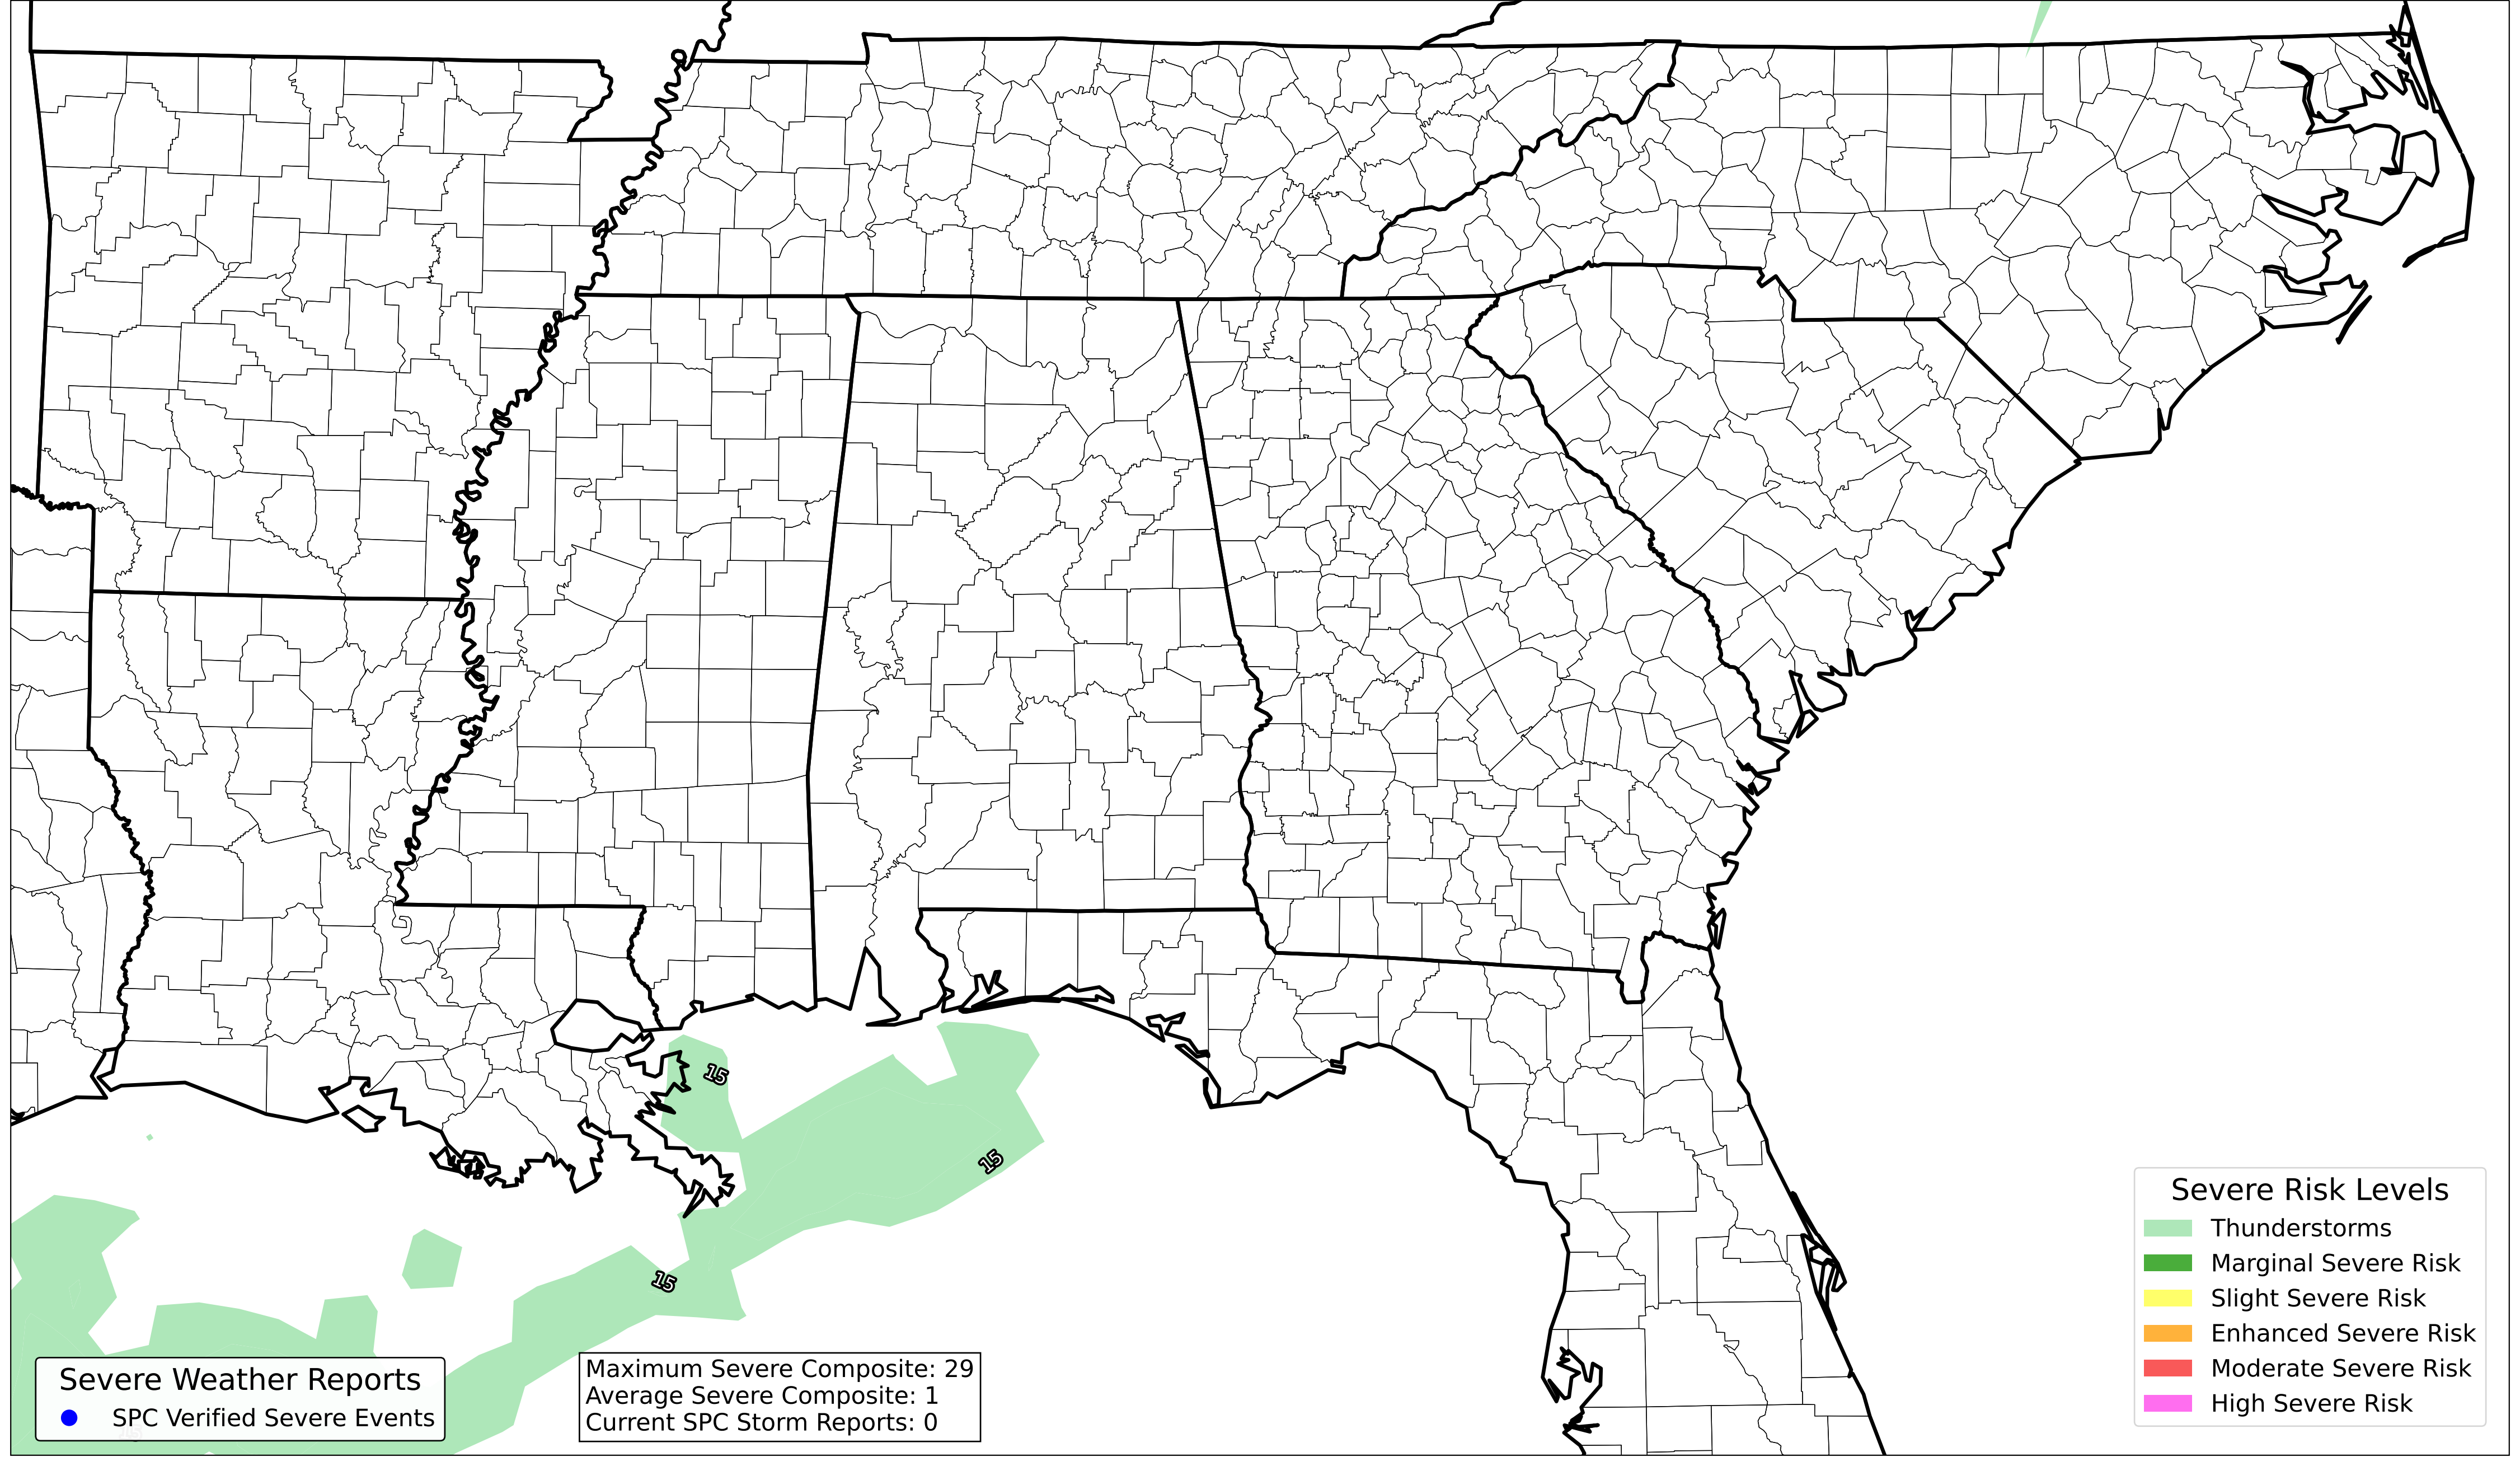 15
15
15
Severe Risk Levels
Thunderstorms
Marginal Severe Risk
Slight Severe Risk
Enhanced Severe Risk
Moderate Severe Risk
High Severe Risk
Severe Weather Reports
SPC Verified Severe Events
Maximum Severe Composite: 29
Average Severe Composite: 1
Current SPC Storm Reports: 0